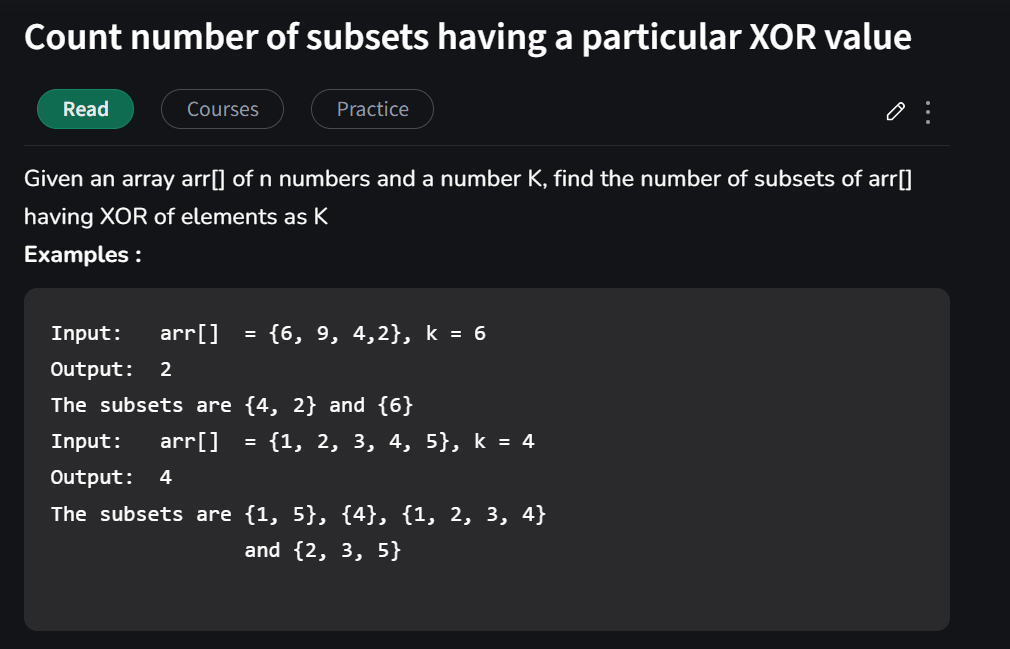 Count number of subsets having a particular XOR value
Read Courses Practice
Given an array arr[] of n numbers and a number K, find the number of subsets of arr[]
having XOR of elements as K
Examples :
Input:   arr[]  = {6, 9, 4,2}, k = 6
Output:  2
The subsets are {4, 2} and {6}
Input:   arr[]  = {1, 2, 3, 4, 5}, k = 4
Output:  4
The subsets are {1, 5}, {4}, {1, 2, 3, 4}
and {2, 3, 5}